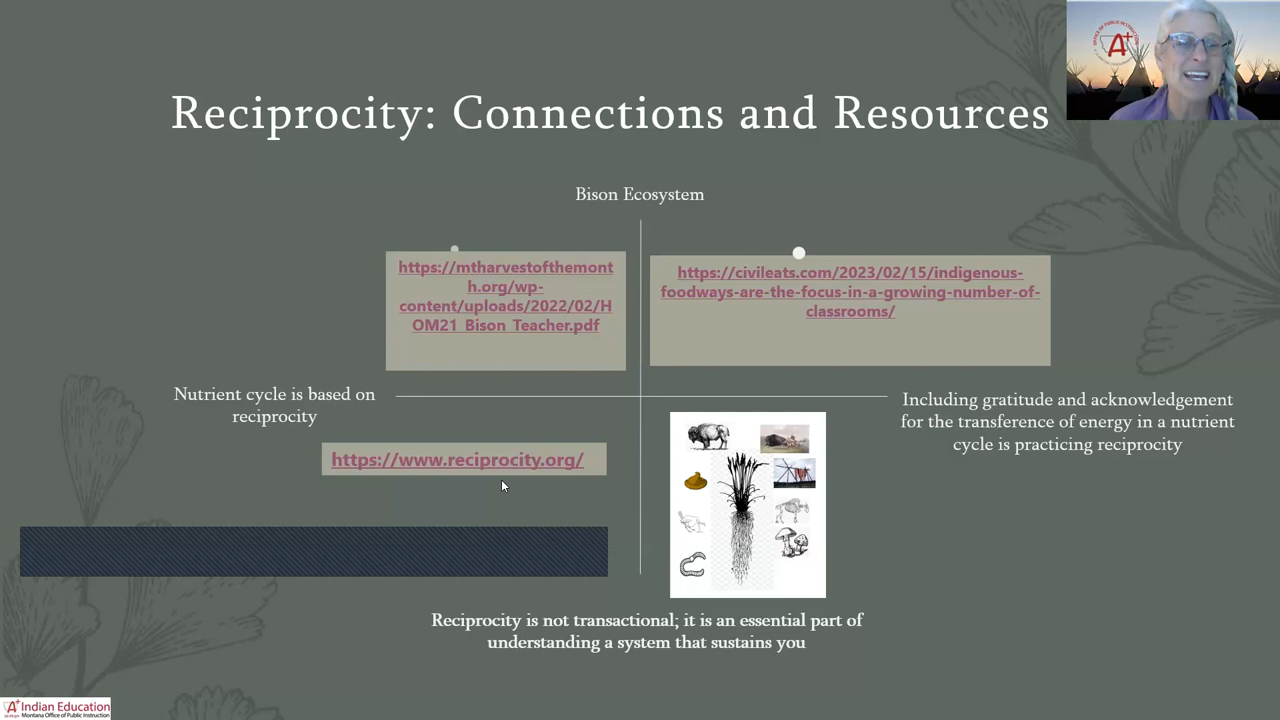 Reciprocity: Connections and Resources
Bison Ecosystem
https://mtharvestofthemont
h.org/wp-
content/uploads/2022/02/H
OM21_Bison_Teacher.pdf
https://civileats.com/2023/02/15/indigenous-
foodways-are-the-focus-in-a-growing-number-of-
classrooms/
Nutrient cycle is based on
reciprocity
Including gratitude and acknowledgement
for the transference of energy in a nutrient
cycle is practicing reciprocity
https://www.reciprocity.org/
Reciprocity is not transactional; it is an essential part of
understanding a system that sustains you
A+
A+ Indian Education
Montana Office of Public Instruction